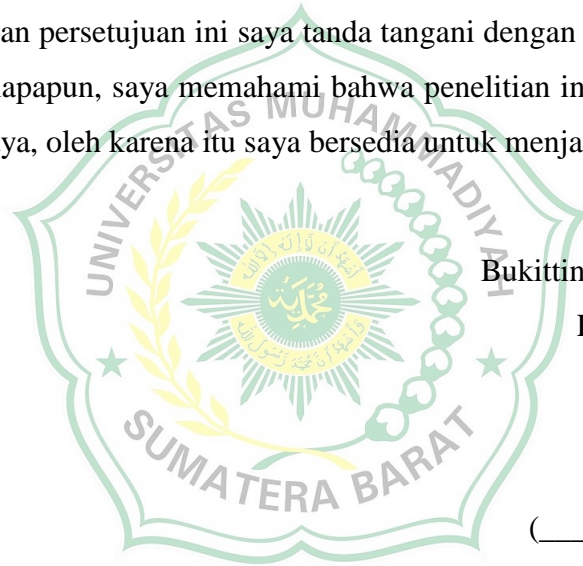 an persetujuan ini saya tanda tangani dengan
apapun, saya memahami bahwa penelitian in
ya, oleh karena itu saya bersedia untuk menja
UNIVERSITAS MUHAMMADIYAH
Bukittin
SUMATERA BARAT
(___